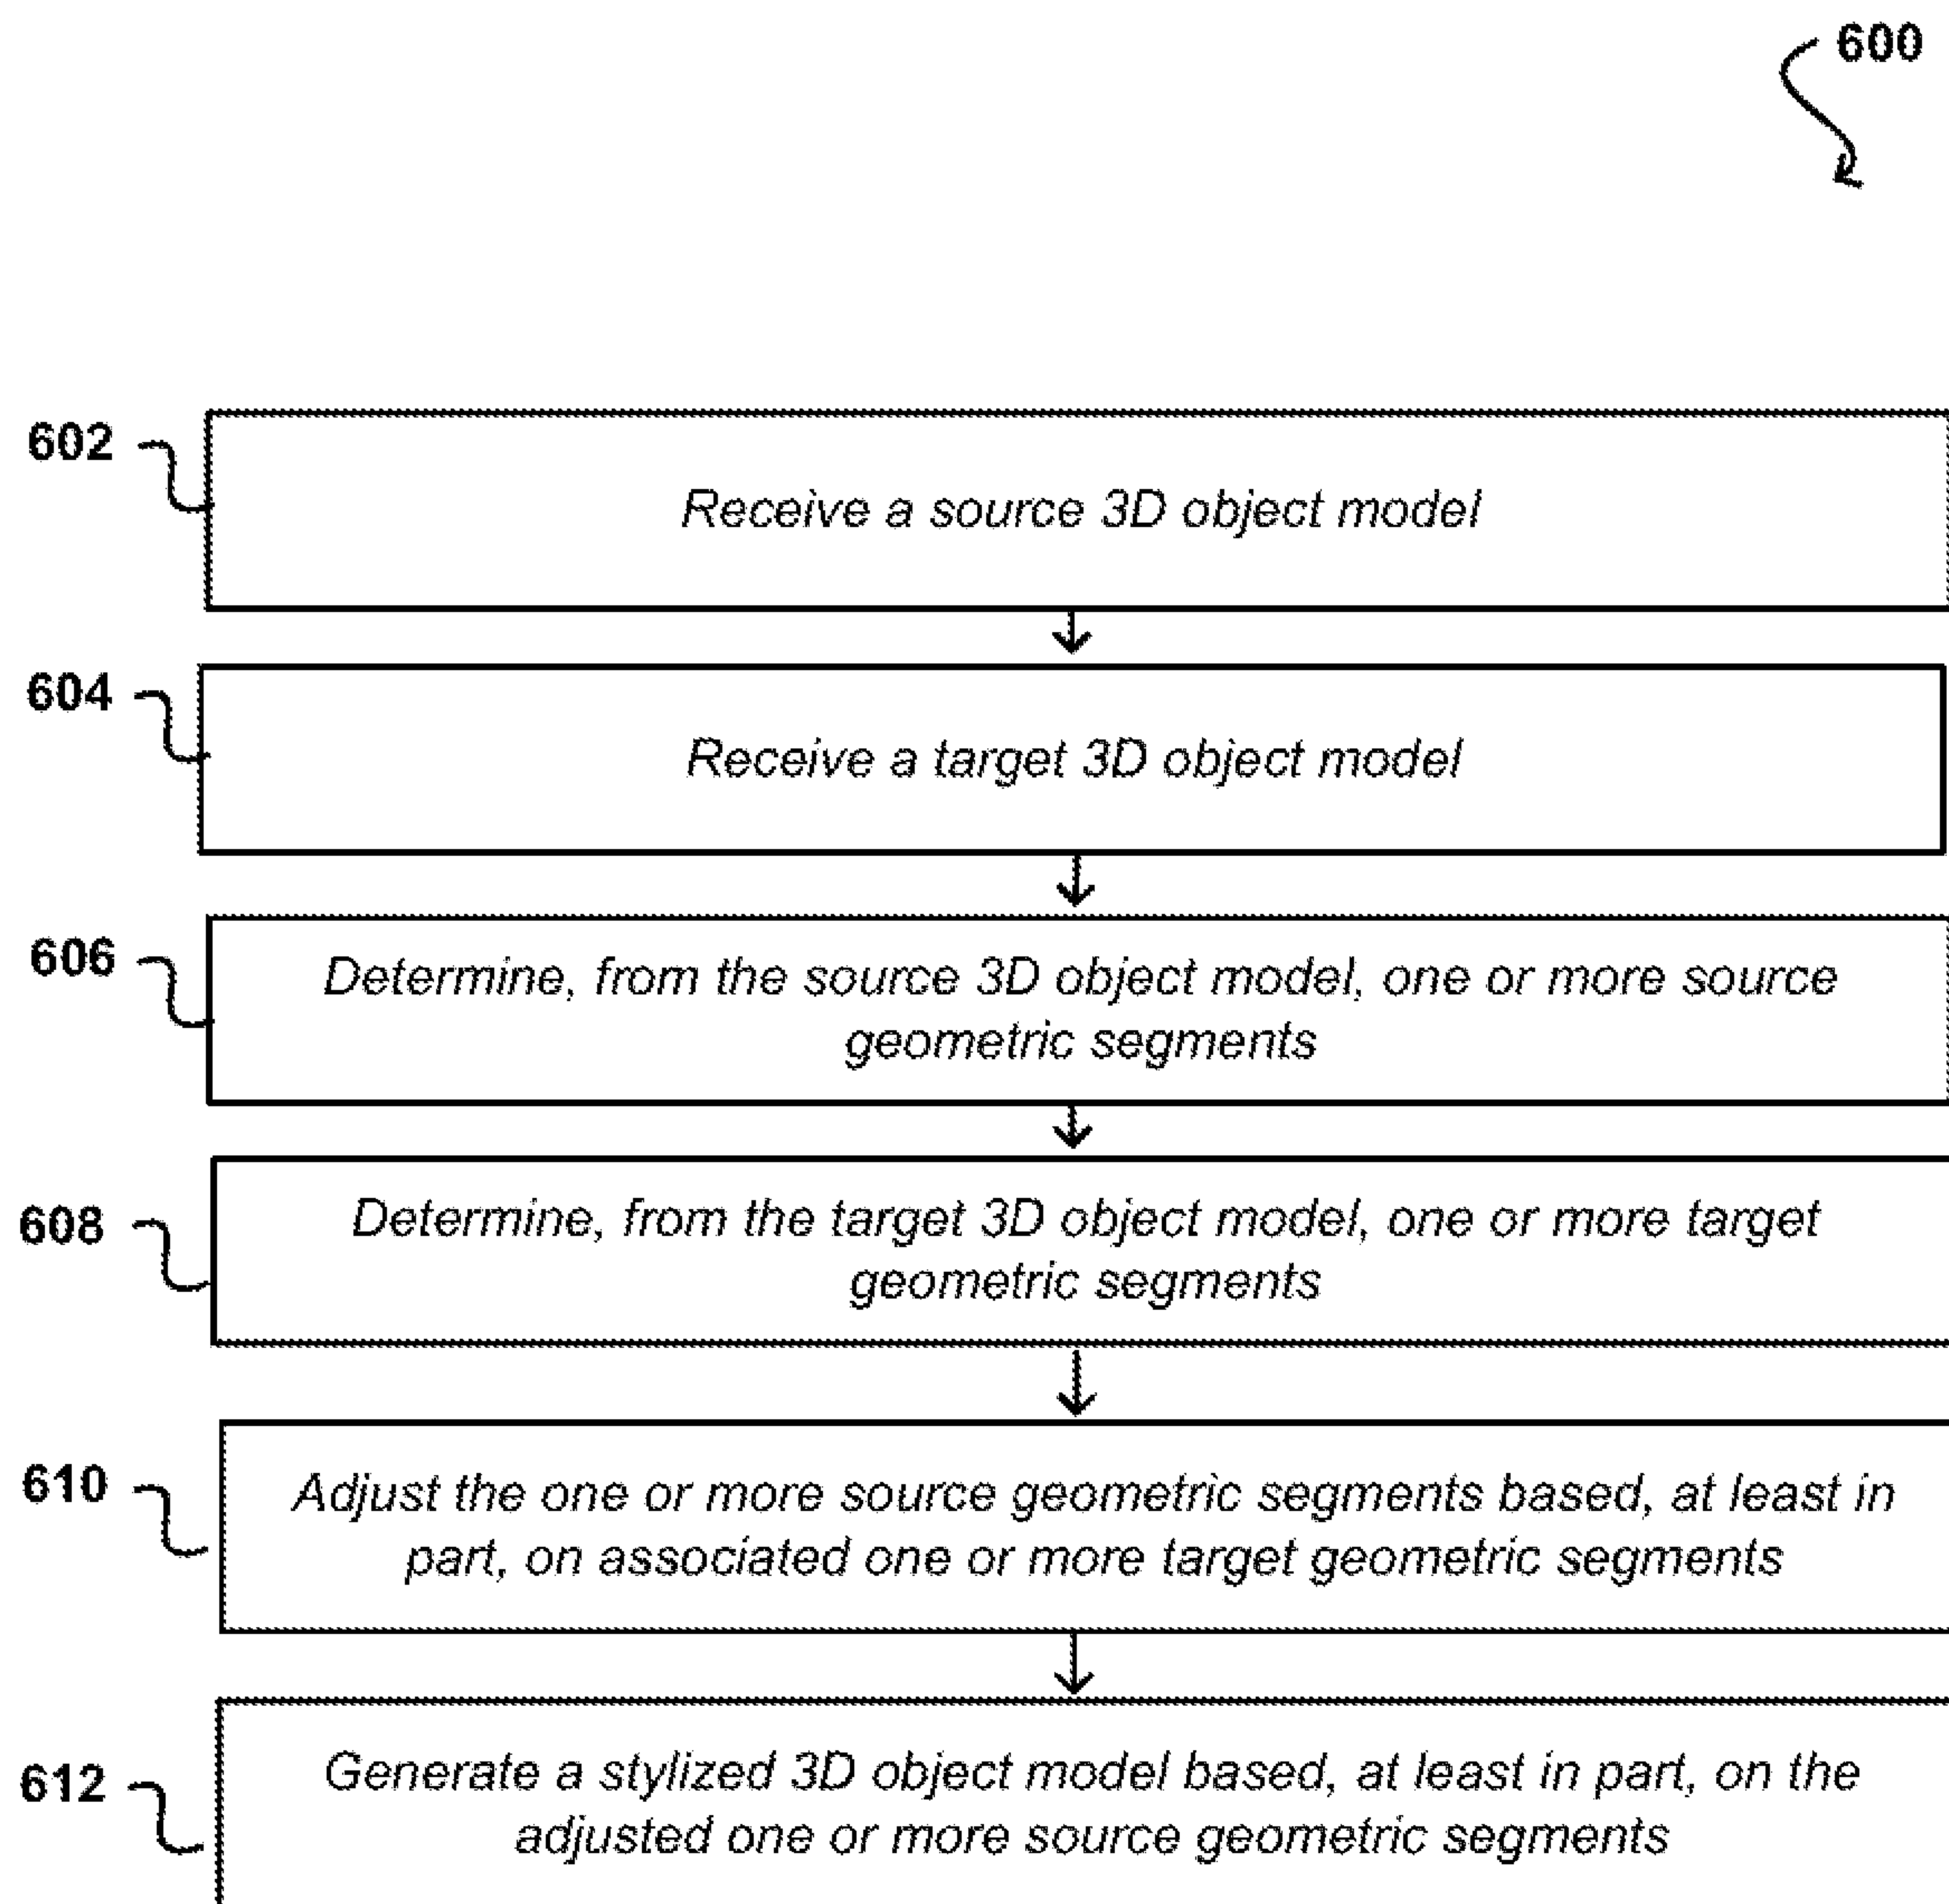 600
602
Receive a source 3D object model
604
Receive a target 3D object model
606
Determine, from the source 3D object model, one or more source
geometric segments
608
Determine, from the target 3D object model, one or more target
geometric segments
610
Adjust the one or more source geometric segments based, at least in
part, on associated one or more target geometric segments
612
Generate a stylized 3D object model based, at least in part, on the
adjusted one or more source geometric segments